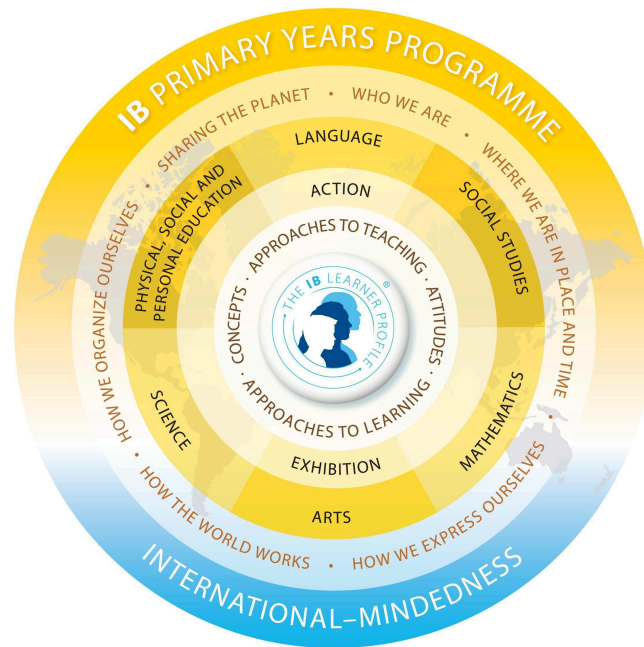 IB PRIMARY YEARS PROGRAMME
SHARING THE PLANET • WHO WE ARE • WHERE WE ARE IN PLACE AND TIME • HOW WE EXPRESS OURSELVES • HOW THE WORLD WORKS • HOW WE ORGANIZE OURSELVES •
LANGUAGE
SOCIAL STUDIES
MATHEMATICS
ARTS
SCIENCE
PHYSICAL, SOCIAL AND
PERSONAL EDUCATION
ACTION
EXHIBITION
APPROACHES TO TEACHING · ATTITUDES · APPROACHES TO LEARNING · CONCEPTS ·
THE IB LEARNER PROFILE ®
INTERNATIONAL–MINDEDNESS